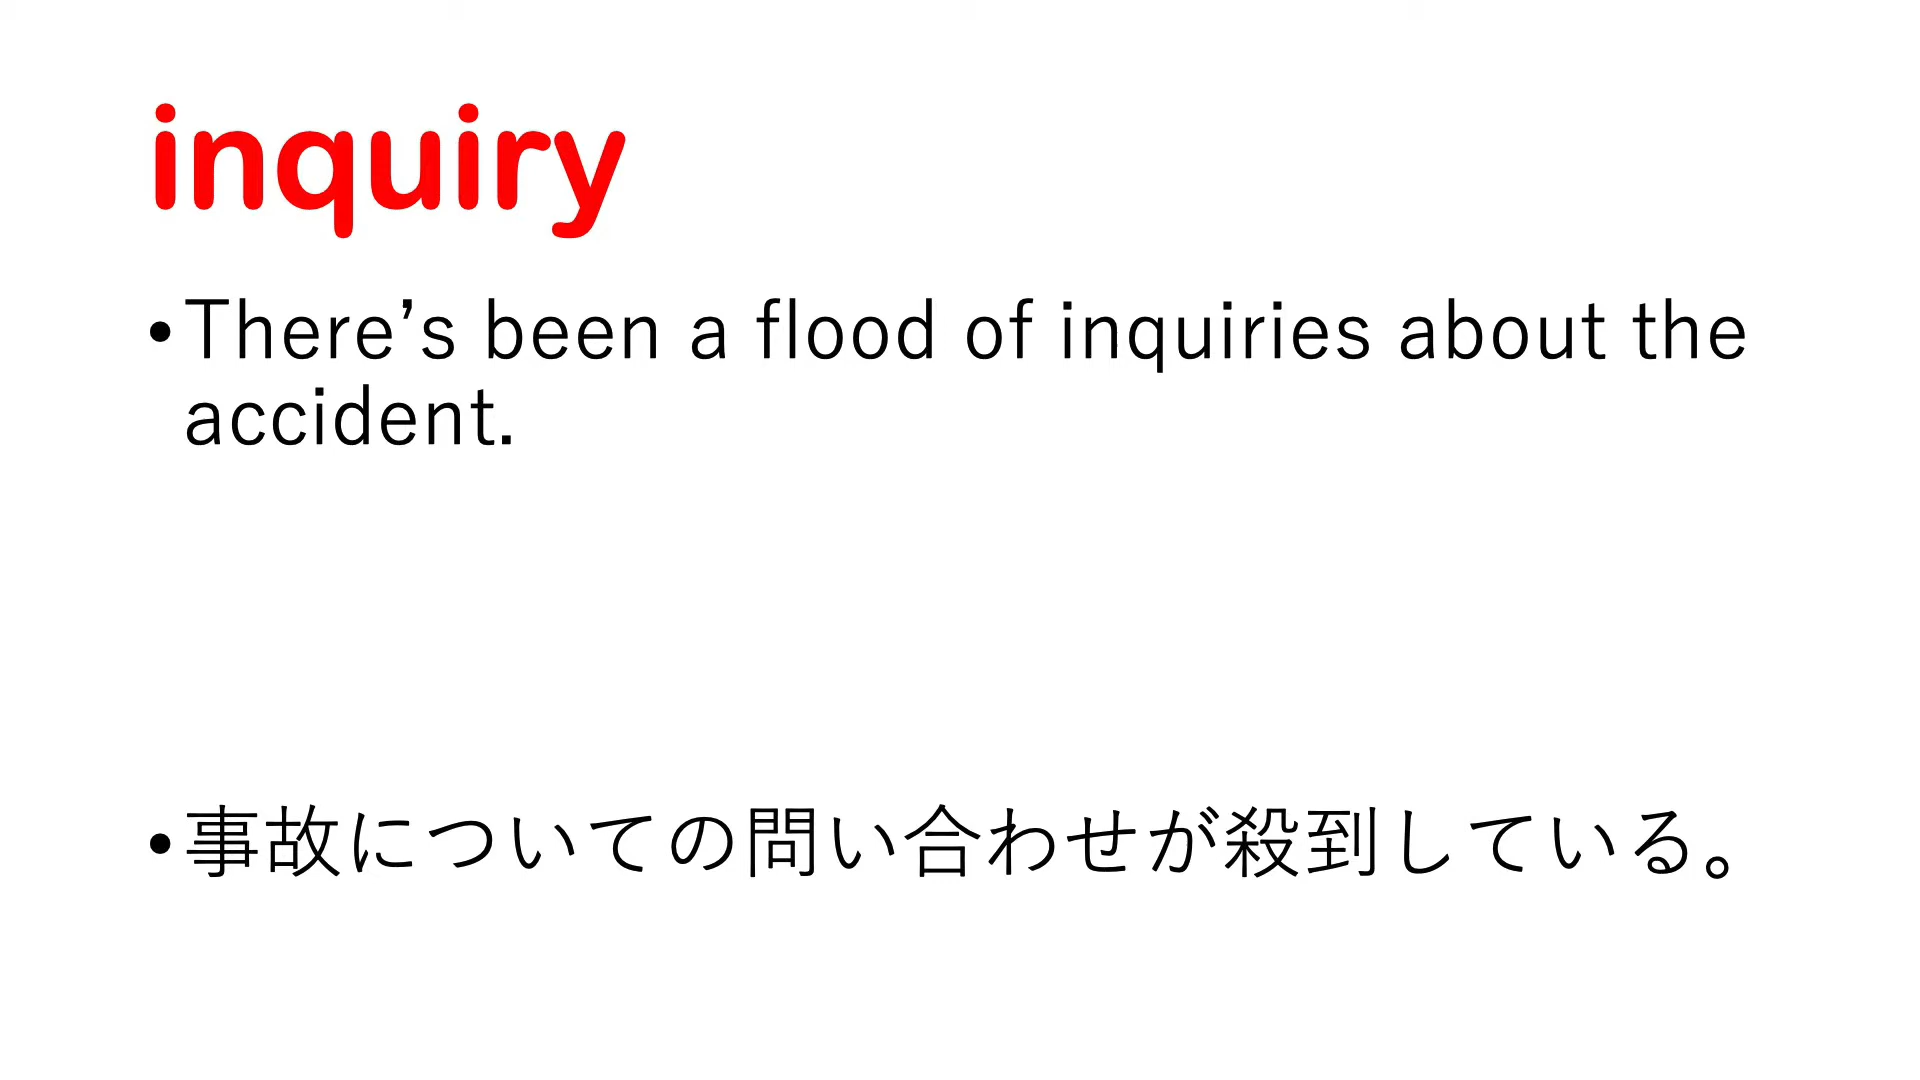 inquiry
•There’s been a flood of inquiries about the
accident.
•事故についての問い合わせが殺到している。